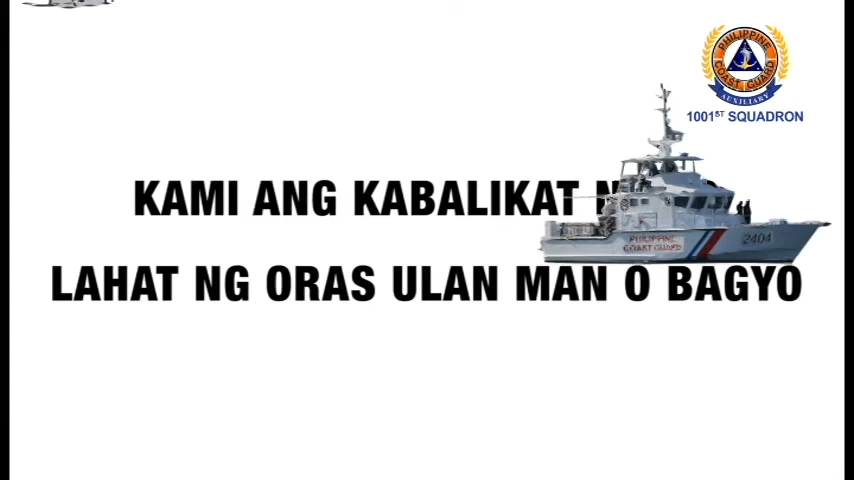 PHILIPPINE
COAST GUARD
AUXILIARY
1001ST SQUADRON
KAMI ANG KABALIKAT
PHILIPPINE
COAST GUARD
2404
LAHAT NG ORAS ULAN MAN O BAGYO